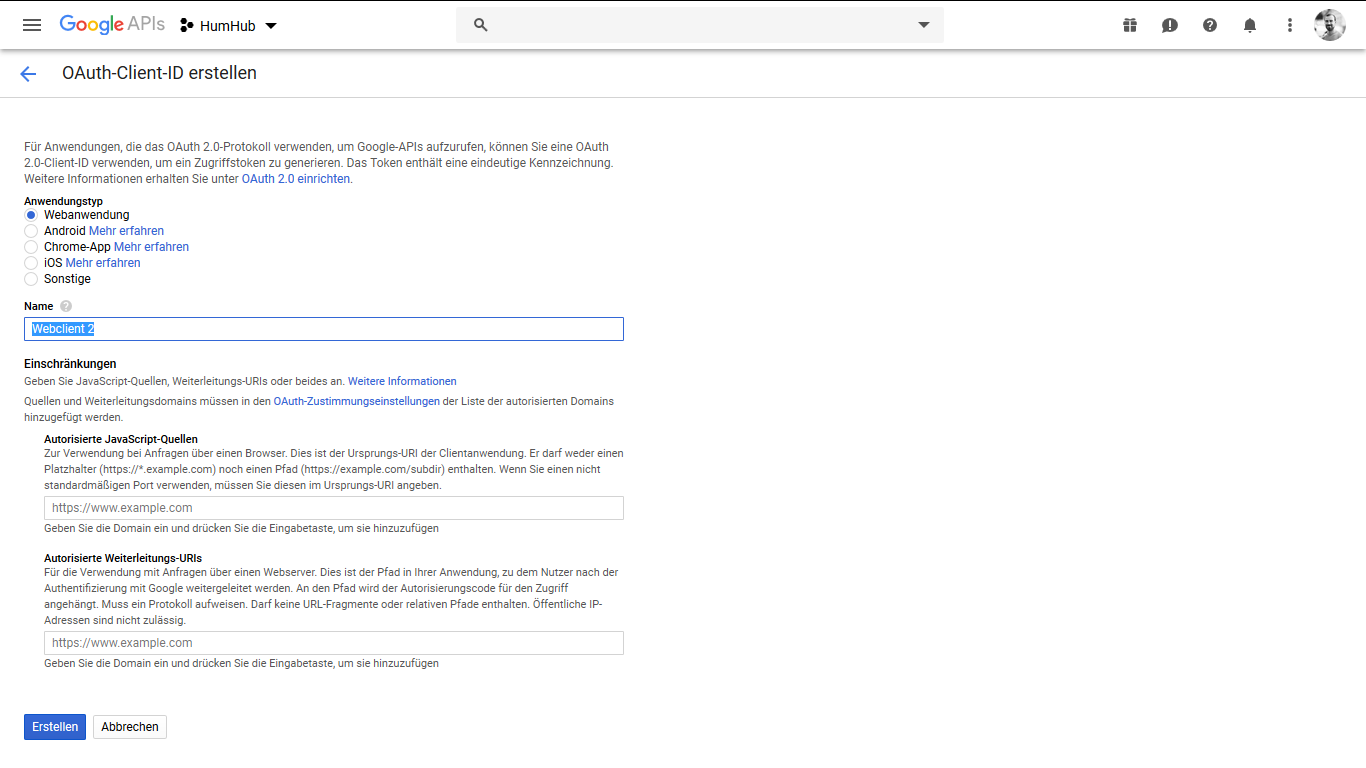 Google APIs HumHub
OAuth-Client-ID erstellen
Für Anwendungen, die das OAuth 2.0-Protokoll verwenden, um Google-APIs aufzurufen, können Sie eine OAuth
2.0-Client-ID verwenden, um ein Zugriffstoken zu generieren. Das Token enthält eine eindeutige Kennzeichnung.
Weitere Informationen erhalten Sie unter OAuth 2.0 einrichten.
Anwendungstyp
Webanwendung
Android Mehr erfahren
Chrome-App Mehr erfahren
iOS Mehr erfahren
Sonstige
Name
Webclient 2
Einschränkungen
Geben Sie JavaScript-Quellen, Weiterleitungs-URIs oder beides an. Weitere Informationen
Quellen und Weiterleitungsdomains müssen in den OAuth-Zustimmungseinstellungen der Liste der autorisierten Domains
hinzugefügt werden.
Autorisierte JavaScript-Quellen
Zur Verwendung bei Anfragen über einen Browser. Dies ist der Ursprungs-URI der Clientanwendung. Er darf weder einen
Platzhalter (https://*.example.com) noch einen Pfad (https://example.com/subdir) enthalten. Wenn Sie einen nicht
standardmäßigen Port verwenden, müssen Sie diesen im Ursprungs-URI angeben.
https://www.example.com
Geben Sie die Domain ein und drücken Sie die Eingabetaste, um sie hinzuzufügen
Autorisierte Weiterleitungs-URIs
Für die Verwendung mit Anfragen über einen Webserver. Dies ist der Pfad in Ihrer Anwendung, zu dem Nutzer nach der
Authentifizierung mit Google weitergeleitet werden. An den Pfad wird der Autorisierungscode für den Zugriff
angehängt. Muss ein Protokoll aufweisen. Darf keine URL-Fragmente oder relativen Pfade enthalten. Öffentliche IP-
Adressen sind nicht zulässig.
https://www.example.com
Geben Sie die Domain ein und drücken Sie die Eingabetaste, um sie hinzuzufügen
Erstellen Abbrechen